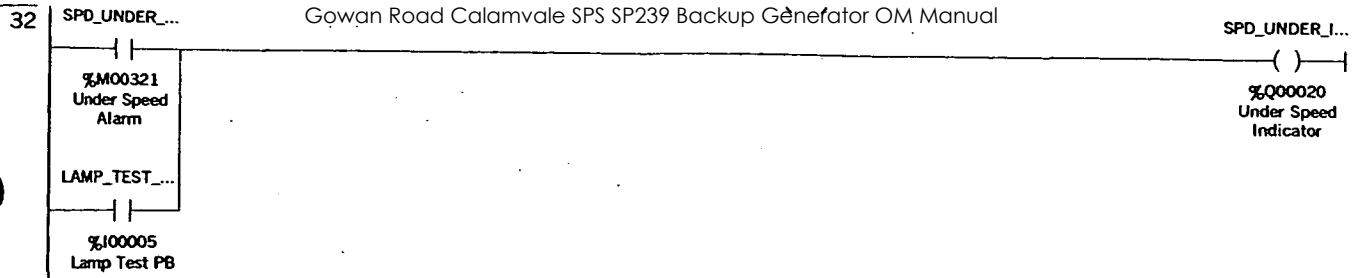 32
Gowan Road Calamvale SPS SP239 Backup Generator OM Manual
SPD_UNDER_...
%M00321
Under Speed
Alarm
SPD_UNDER_I...
%Q00020
Under Speed
Indicator
LAMP_TEST_...
%I00005
Lamp Test PB